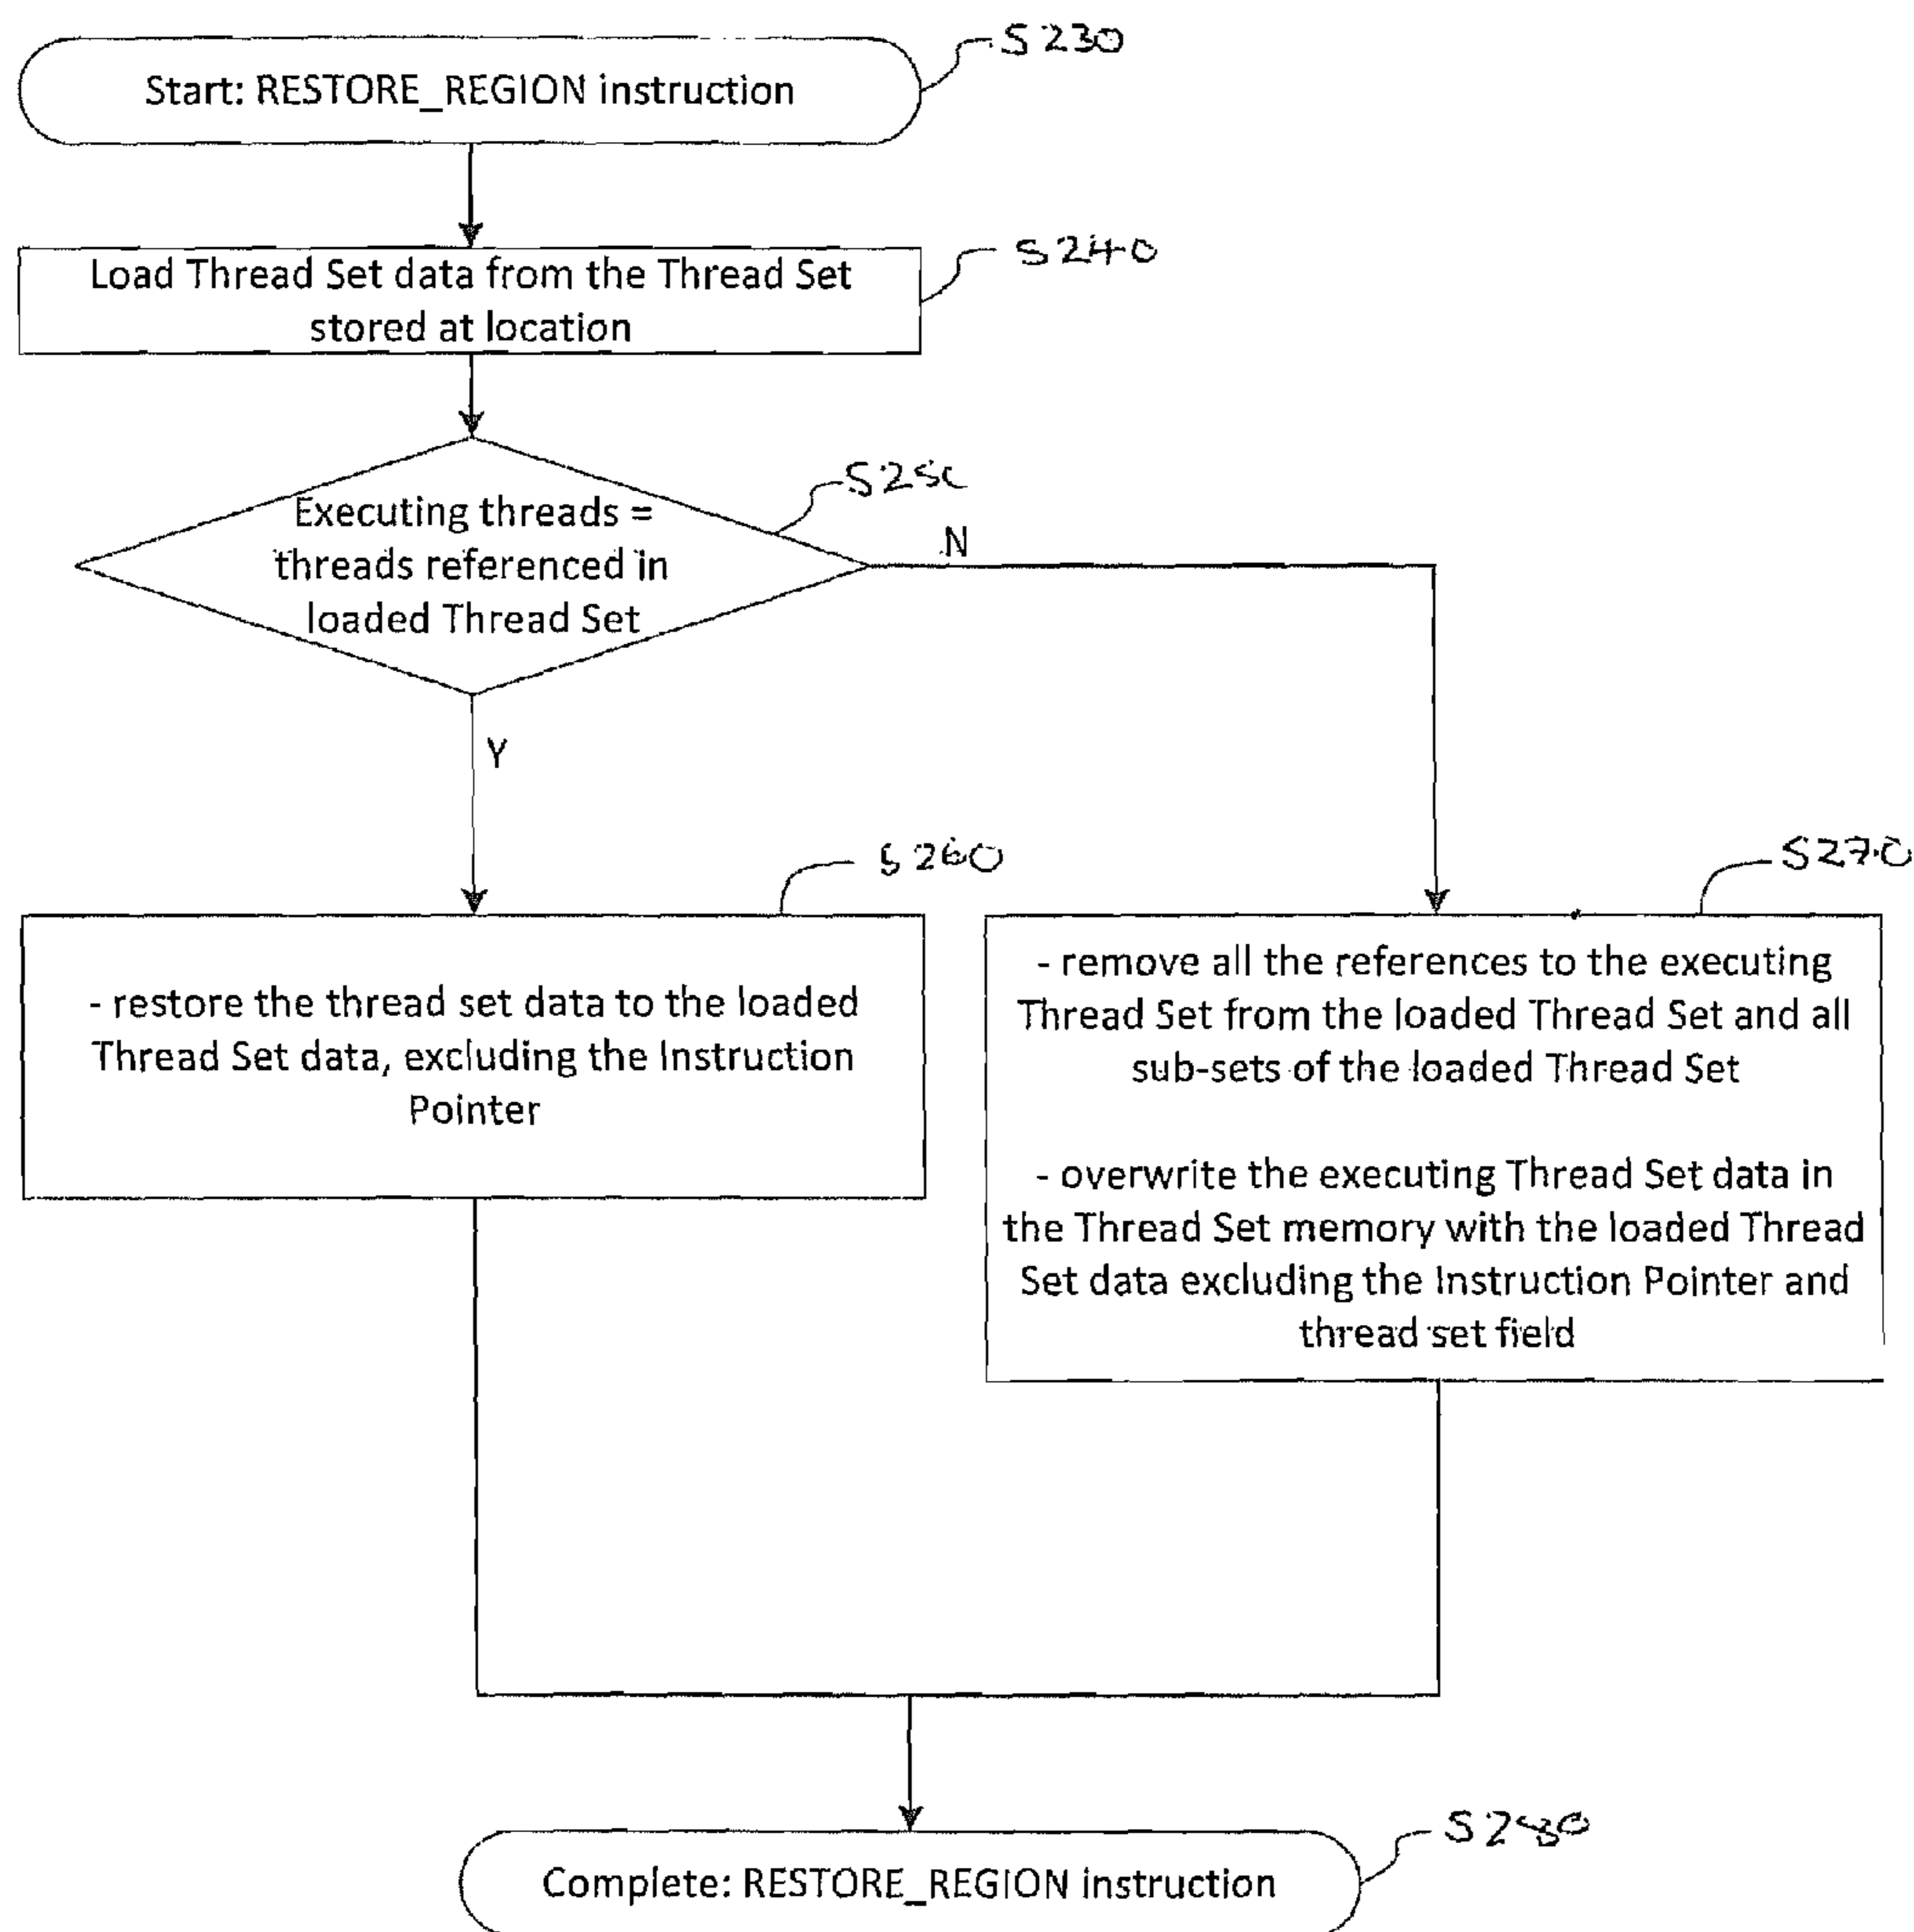 Start: RESTORE_REGION instruction
S230
Load Thread Set data from the Thread Set
stored at location
S240
Executing threads =
threads referenced in
loaded Thread Set
N
Y
S260
- restore the thread set data to the loaded
Thread Set data, excluding the Instruction
Pointer
S270
- remove all the references to the executing
Thread Set from the loaded Thread Set and all
sub-sets of the loaded Thread Set
- overwrite the executing Thread Set data in
the Thread Set memory with the loaded Thread
Set data excluding the Instruction Pointer and
thread set field
S280
Complete: RESTORE_REGION instruction